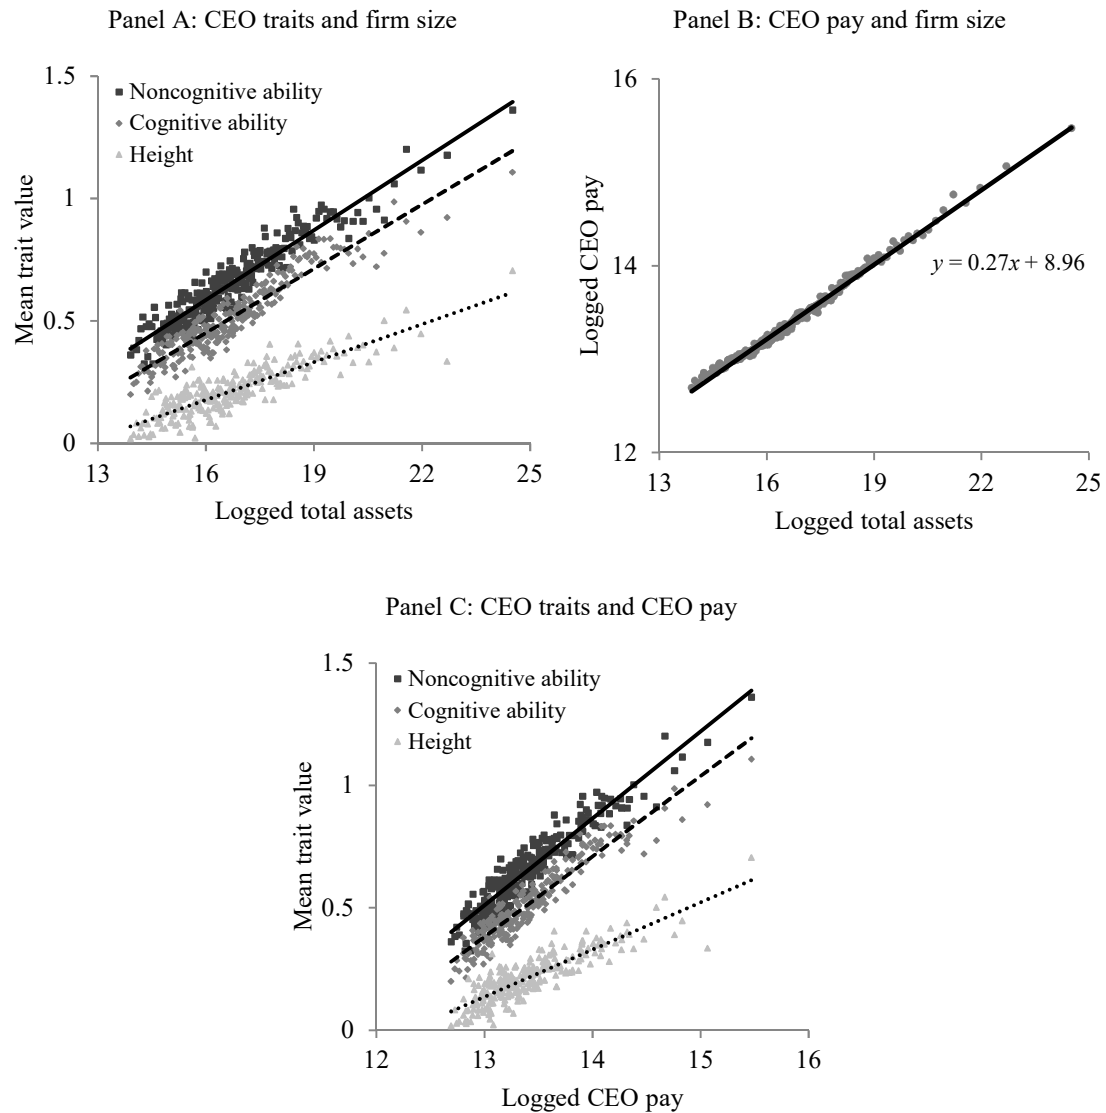 Panel A: CEO traits and firm size
1.5
1
0.5
0
Mean trait value
Noncognitive ability
Cognitive ability
Height
13 16 19 22 25
Logged total assets
Panel B: CEO pay and firm size
16
14
12
Logged CEO pay
y = 0.27x + 8.96
13 16 19 22 25
Logged total assets
Panel C: CEO traits and CEO pay
1.5
1
0.5
0
Mean trait value
Noncognitive ability
Cognitive ability
Height
12 13 14 15 16
Logged CEO pay